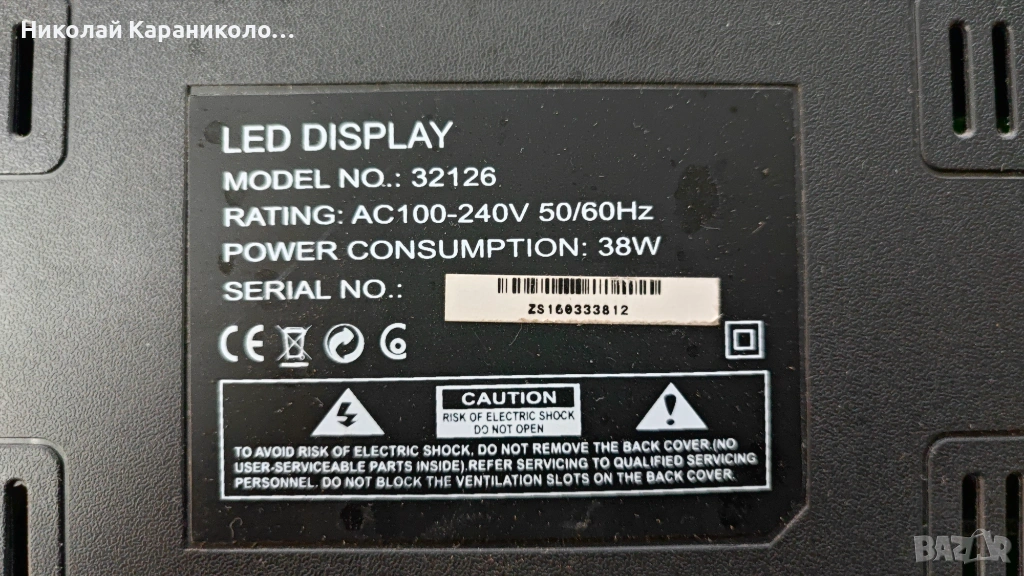 Николай Караниколо...
LED DISPLAY
MODEL NO.: 32126
RATING: AC100-240V 50/60Hz
POWER CONSUMPTION: 38W
SERIAL NO.:
ZS160333812
CE
CAUTION
RISK OF ELECTRIC SHOCK
DO NOT OPEN
TO AVOID RISK OF ELECTRIC SHOCK, DO NOT REMOVE THE BACK COVER.(NO
USER-SERVICEABLE PARTS INSIDE).REFER SERVICING TO QUALIFIED SERVICING
PERSONNEL. DO NOT BLOCK THE VENTILATION SLOTS ON THE BACK COVER.
BAZAR